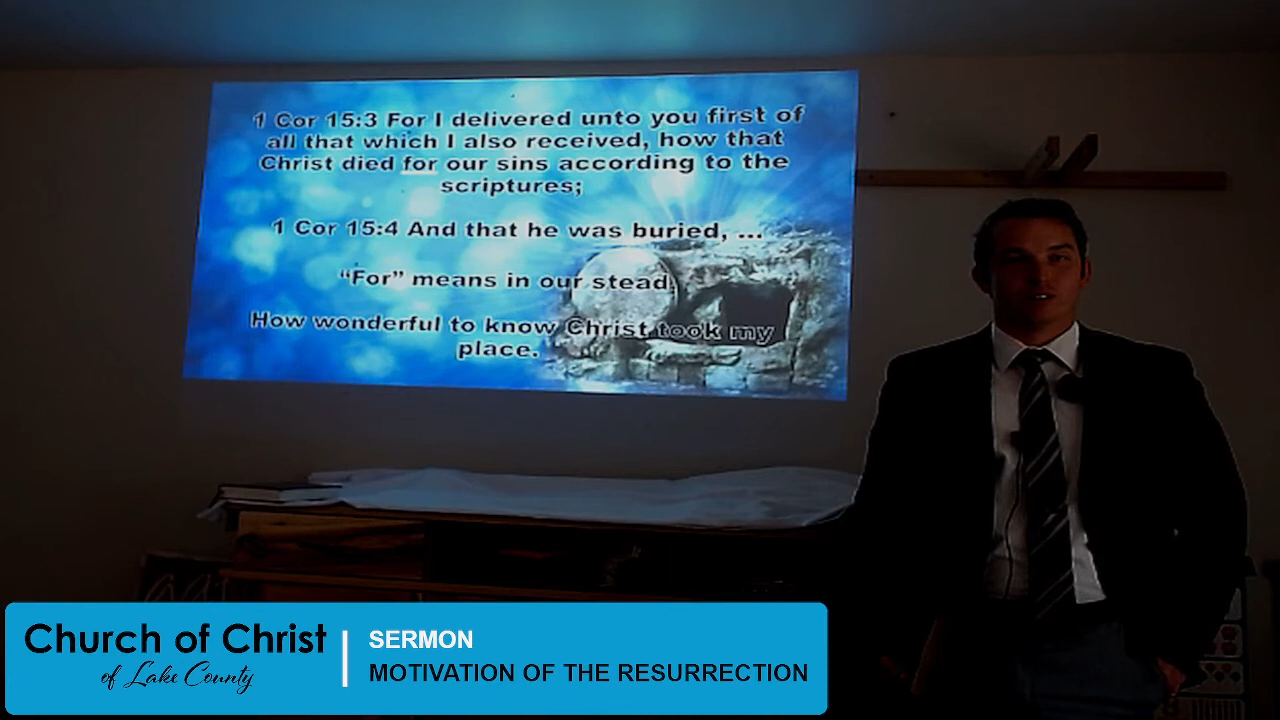 1 Cor 15:3 For I delivered unto you first of
all that which I also received, how that
Christ died for our sins according to the
scriptures;
1 Cor 15:4 And that he was buried, ...
“For” means in our stead.
How wonderful to know Christ took my
place.
Church of Christ
of Lake County
SERMON
MOTIVATION OF THE RESURRECTION